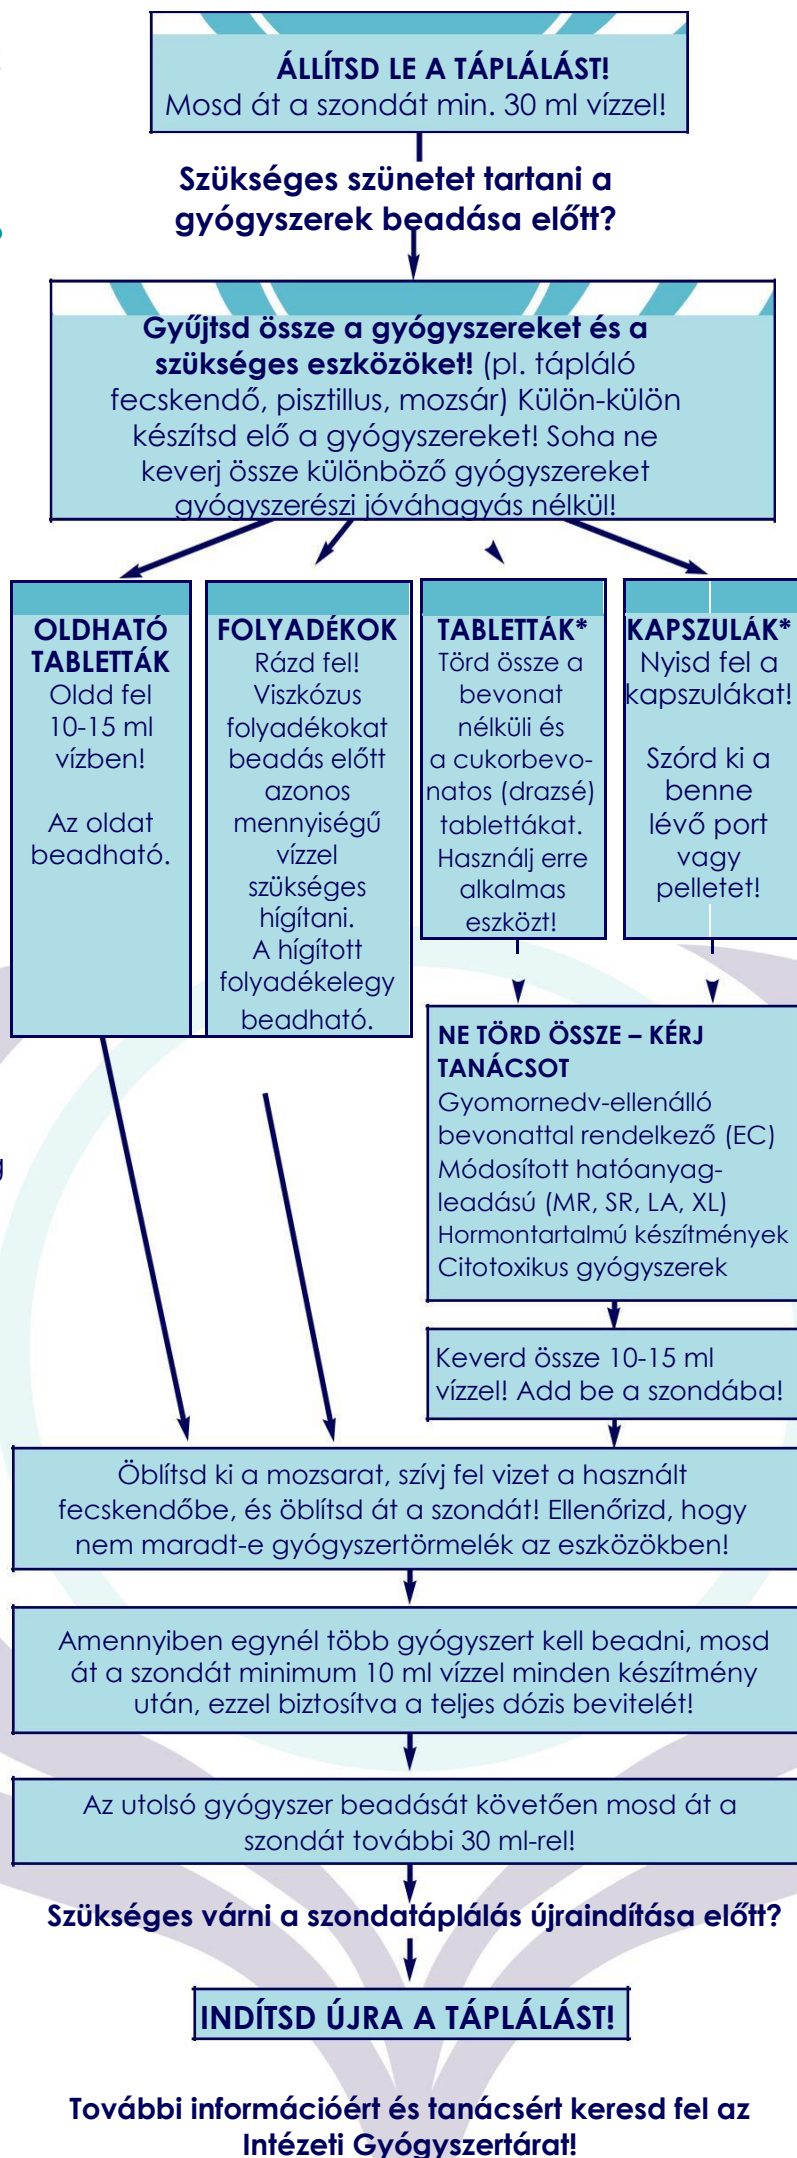 ÁLLÍTSD LE A TÁPLÁLÁST!
Mosd át a szondát min. 30 ml vízzel!
Szükséges szünetet tartani a
gyógyszerek beadása előtt?
Gyűjtsd össze a gyógyszereket és a
szükséges eszközöket! (pl. tápláló
fecskendő, pisztillus, mozsár) Külön-külön
készítsd elő a gyógyszereket! Soha ne
keverj össze különböző gyógyszereket
gyógyszerészi jóváhagyás nélkül!
OLDHATÓ
TABLETTÁK
Oldd fel
10-15 ml
vízben!
Az oldat
beadható.
FOLYADÉKOK
Rázd fel!
Viszkózus
folyadékokat
beadás előtt
azonos
mennyiségű
vízzel
szükséges
hígítani.
A hígított
folyadékelegy
beadható.
TABLETTÁK*
Törd össze a
bevonat
nélküli és
a cukorbevo-
natos (drazsé)
tablettákat.
Használj erre
alkalmas
eszközt!
KAPSZULÁK*
Nyisd fel a
kapszulákat!
Szórd ki a
benne
lévő port
vagy
pelletet!
NE TÖRD ÖSSZE – KÉRJ
TANÁCSOT
Gyomornedv-ellenálló
bevonattal rendelkező (EC)
Módosított hatóanyag-
leadású (MR, SR, LA, XL)
Hormontartalmú készítmények
Citotoxikus gyógyszerek
Keverd össze 10-15 ml
vízzel! Add be a szondába!
Öblítsd ki a mozsarat, szívj fel vizet a használt
fecskendőbe, és öblítsd át a szondát! Ellenőrizd, hogy
nem maradt-e gyógyszertörmelék az eszközökben!
Amennyiben egynél több gyógyszert kell beadni, mosd
át a szondát minimum 10 ml vízzel minden készítmény
után, ezzel biztosítva a teljes dózis bevitelét!
Az utolsó gyógyszer beadását követően mosd át a
szondát további 30 ml-rel!
Szükséges várni a szondatáplálás újraindítása előtt?
INDÍTSD ÚJRA A TÁPLÁLÁST!
További információért és tanácsért keresd fel az
Intézeti Gyógyszertárat!